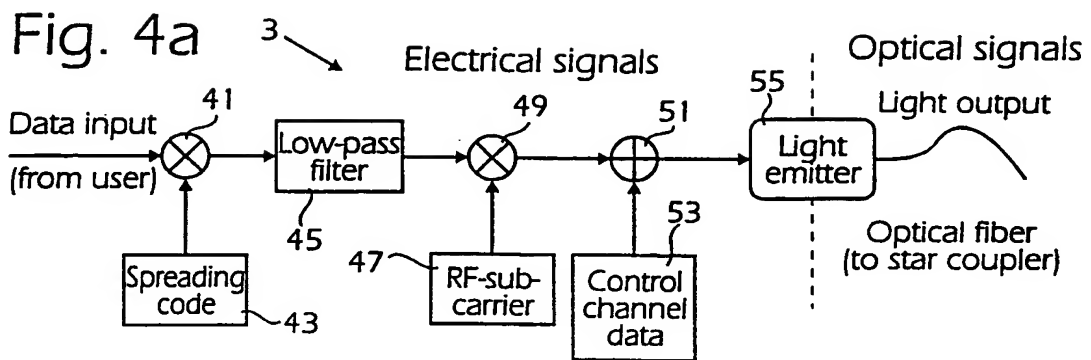 Fig. 4a
3
Electrical signals
Optical signals
Data input
(from user)
41
Low-pass
filter
45
49
51
55
Light
emitter
Light output
Spreading
code
43
47
RF-sub-
carrier
53
Control
channel
data
Optical fiber
(to star coupler)